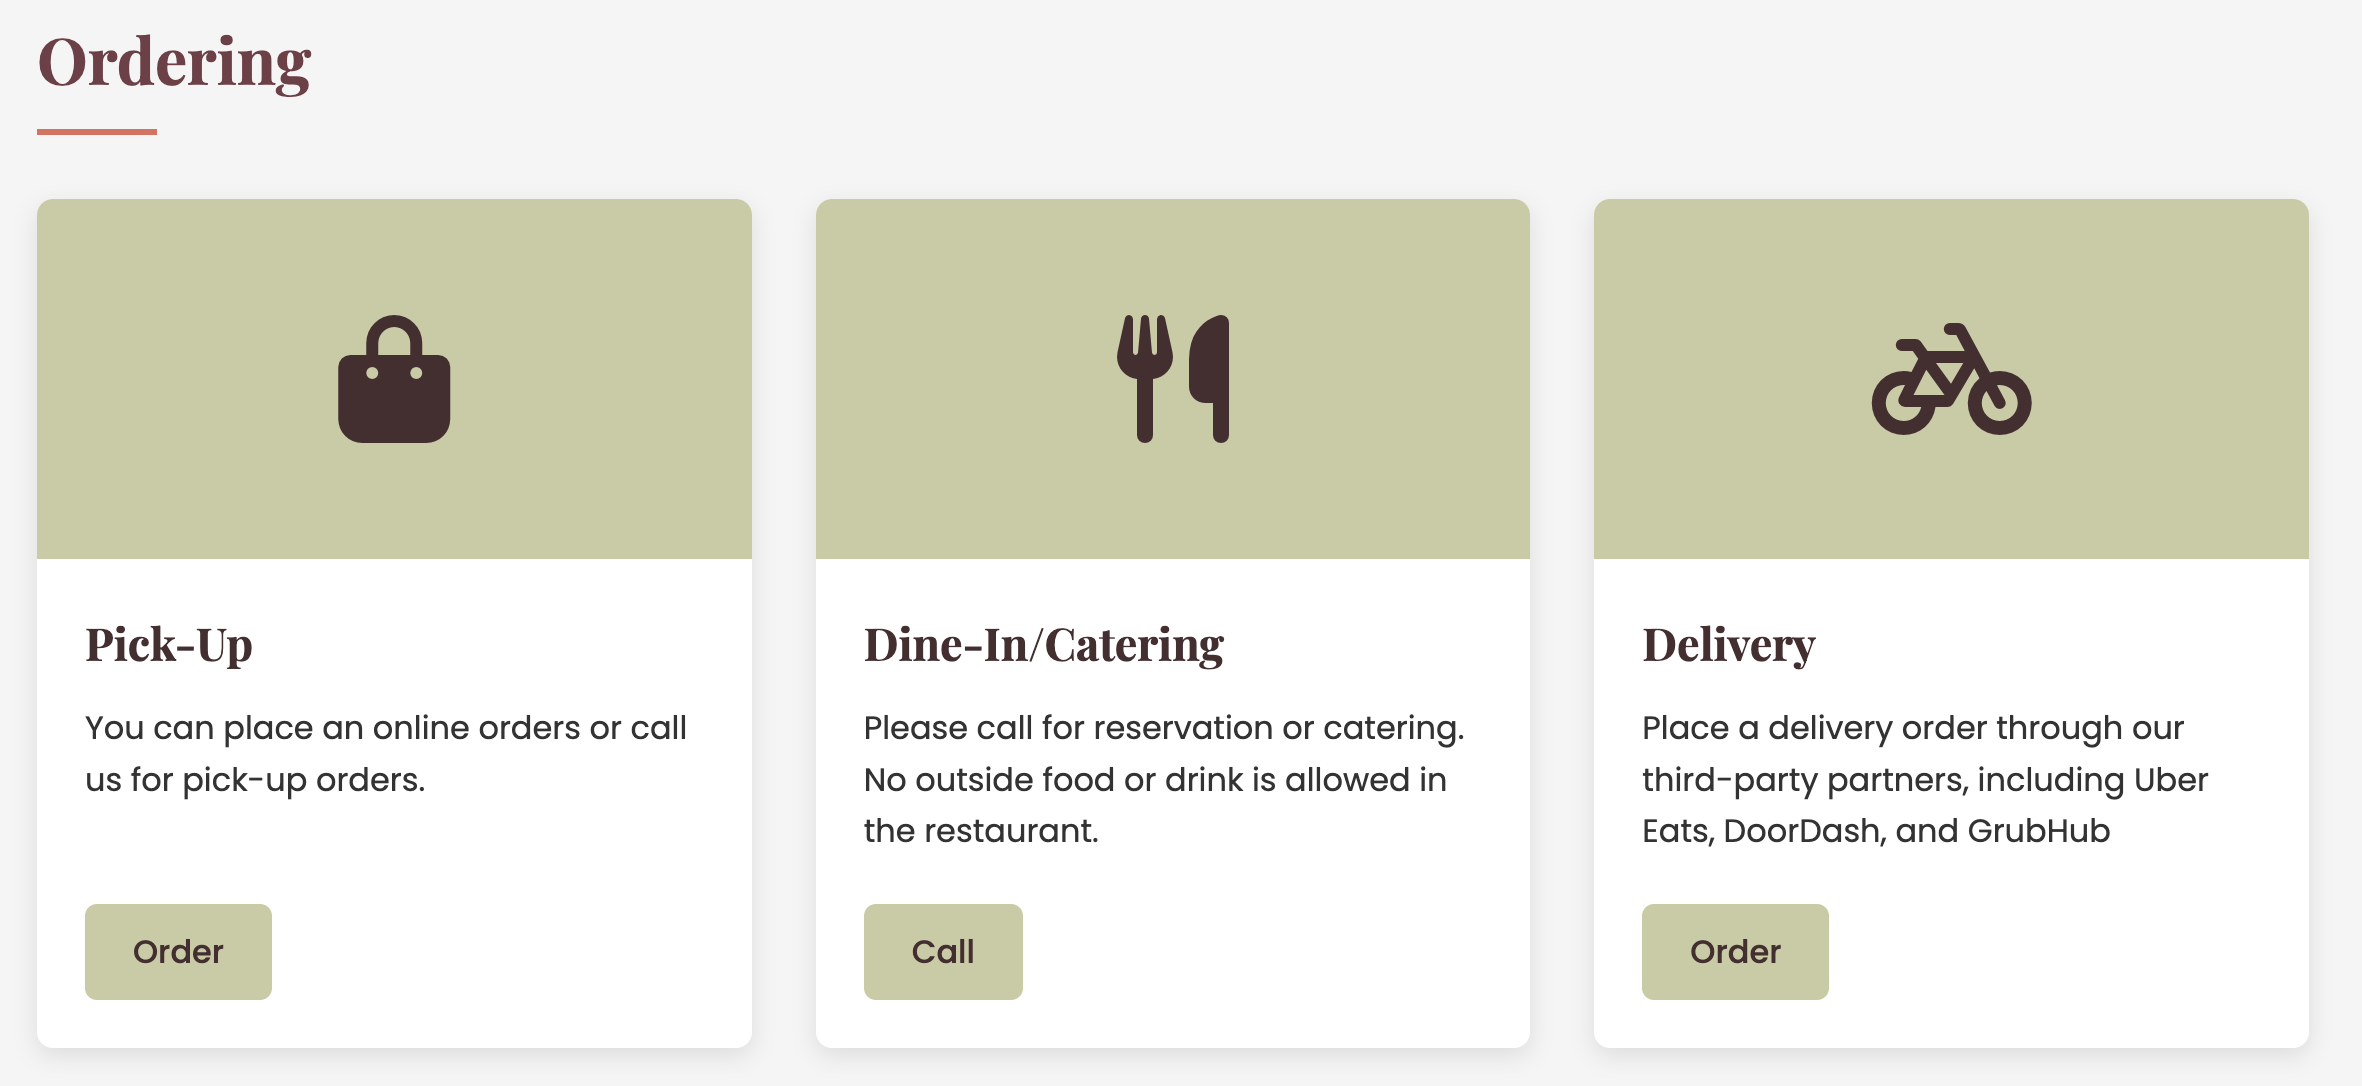 Ordering
Pick-Up
You can place an online orders or call
us for pick-up orders.
Order
Dine-In/Catering
Please call for reservation or catering.
No outside food or drink is allowed in
the restaurant.
Call
Delivery
Place a delivery order through our
third-party partners, including Uber
Eats, DoorDash, and GrubHub
Order